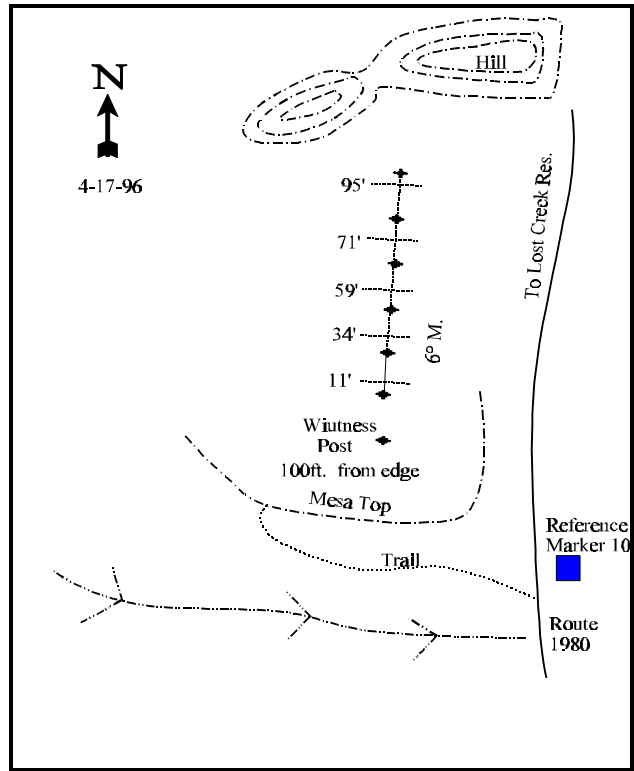 Hill
N
4-17-96
95'
To Lost Creek Res.
71'
59'
34'
6° M.
11'
Wiutness
Post
100ft. from edge
Mesa Top
Reference
Marker 10
Trail
Route
1980